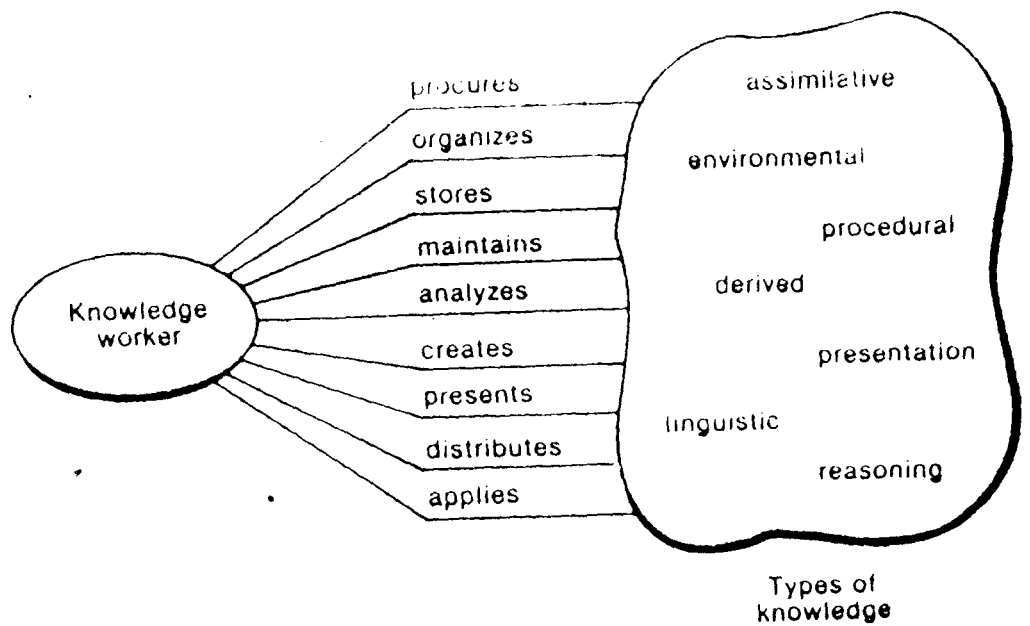 procures
organizes
stores
maintains
analyzes
creates
presents
distributes
applies
Knowledge
worker
assimilative
environmental
procedural
derived
presentation
linguistic
reasoning
Types of
knowledge